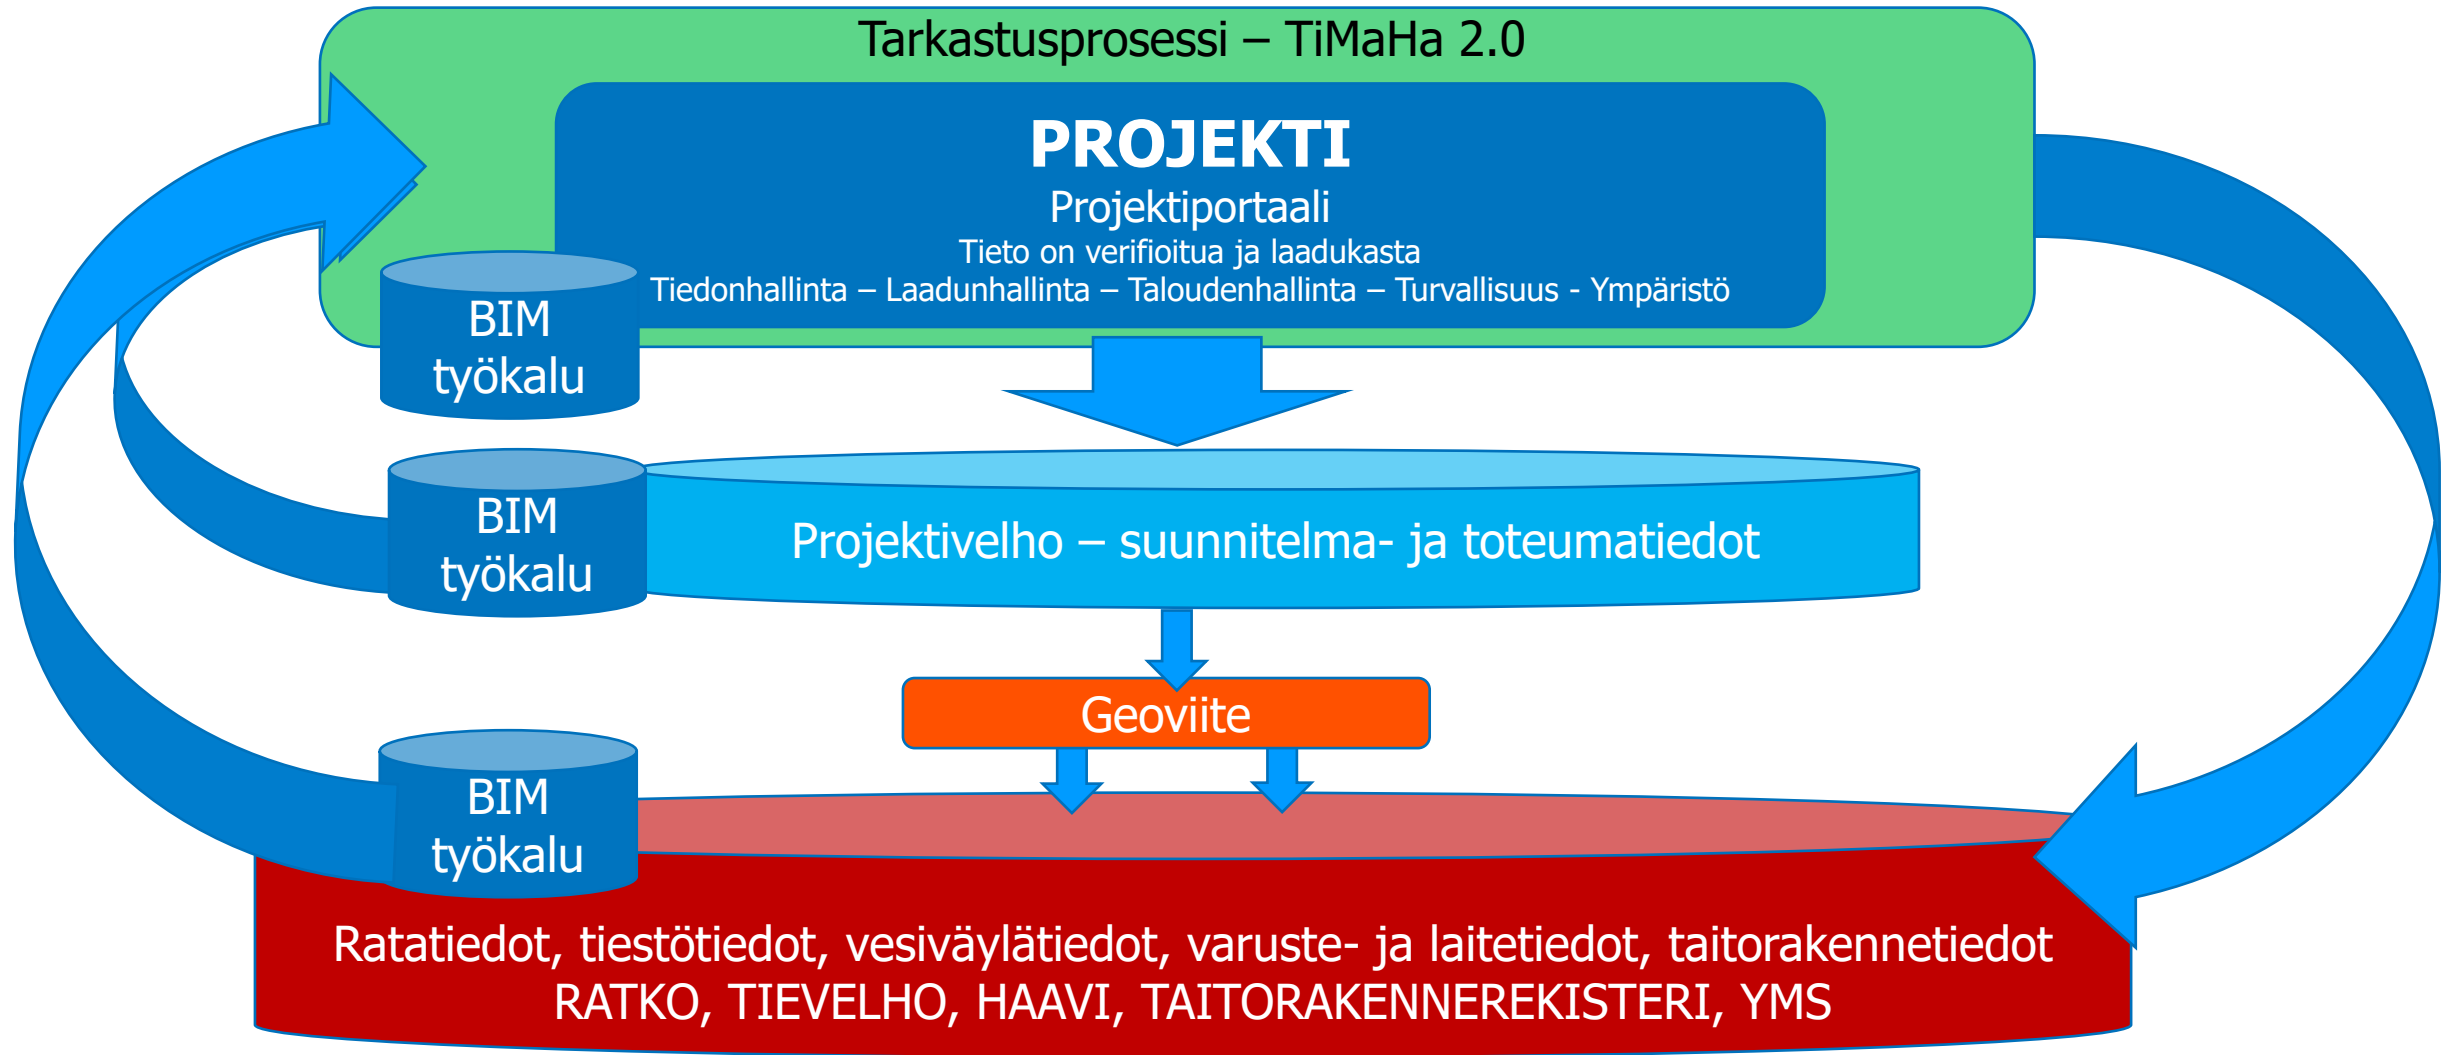 Tarkastusprosessi – TiMaHa 2.0
PROJEKTI
Projektiportaali
Tieto on verifioitua ja laadukasta
Tiedonhallinta – Laadunhallinta – Taloudenhallinta – Turvallisuus - Ympäristö
BIM
työkalu
BIM
työkalu
Projektivelho – suunnitelma- ja toteumatiedot
Geoviite
BIM
työkalu
Ratatiedot, tiestötiedot, vesiväylätiedot, varuste- ja laitetiedot, taitorakennetiedot
RATKO, TIEVELHO, HAAVI, TAITORAKENNEREKISTERI, YMS